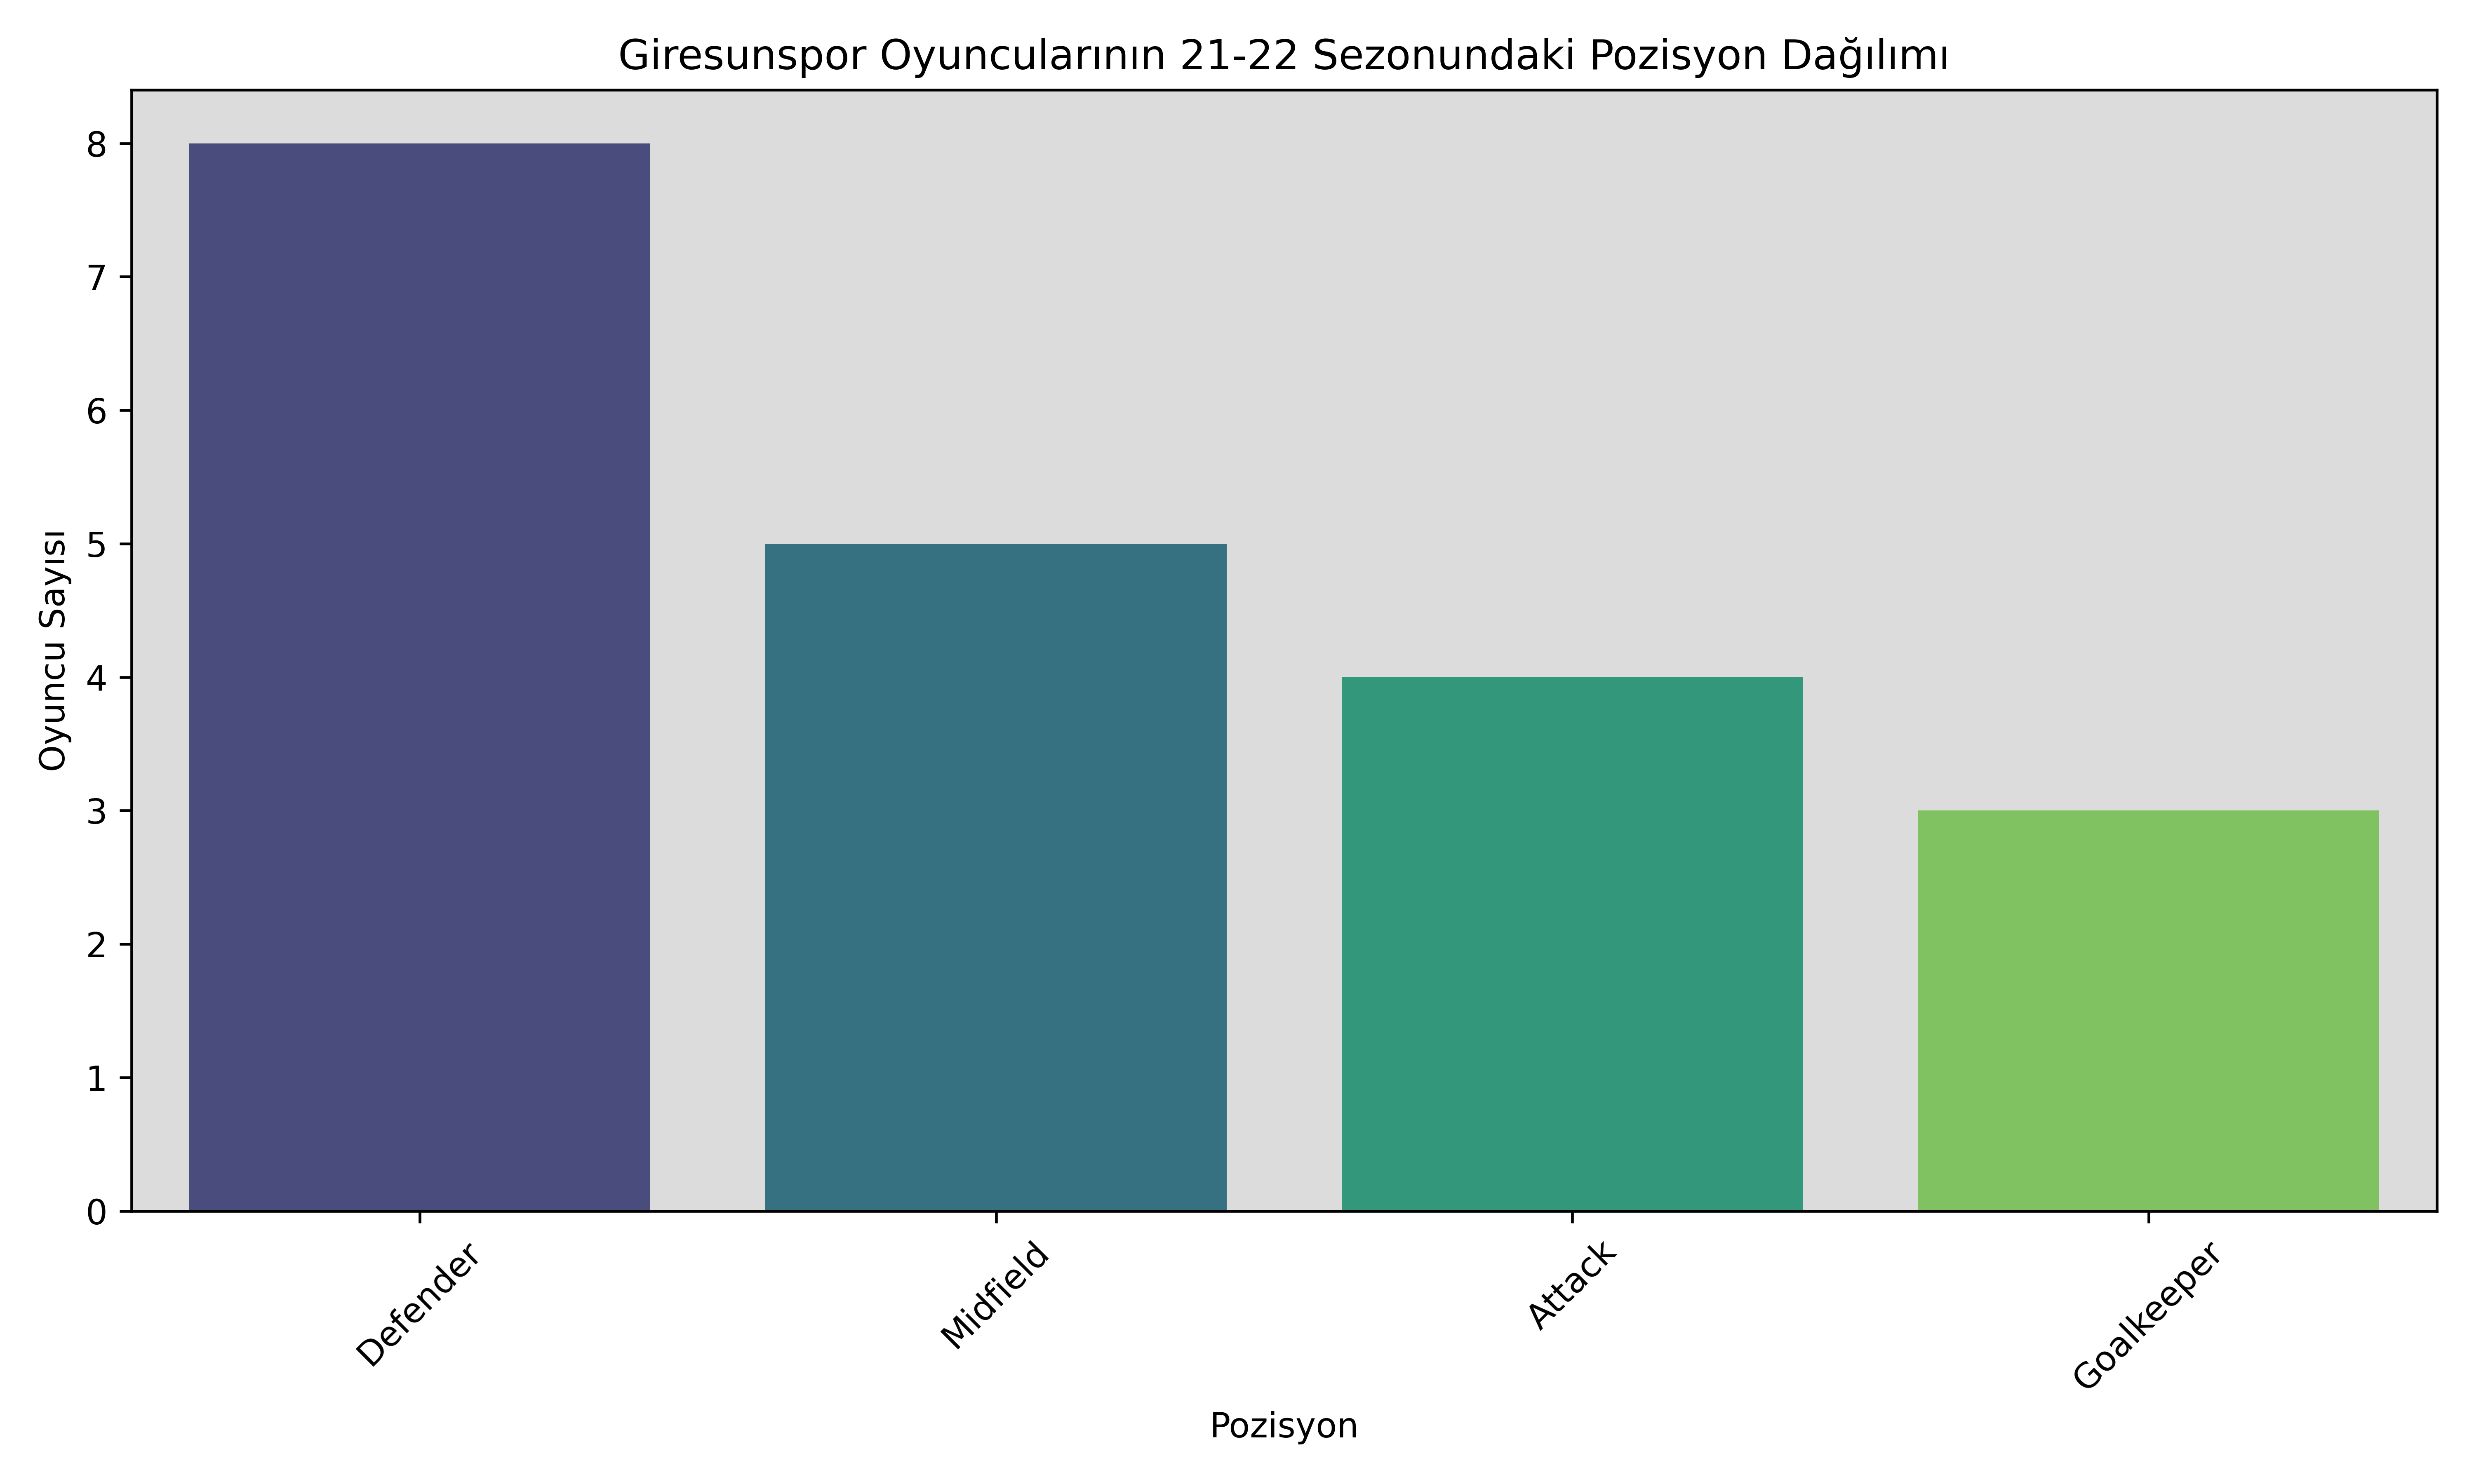 Giresunspor Oyuncularının 21-22 Sezonundaki Pozisyon Dağılımı
Oyuncu Sayısı
8
7
6
5
4
3
2
1
0
Defender
Midfield
Attack
Goalkeeper
Pozisyon